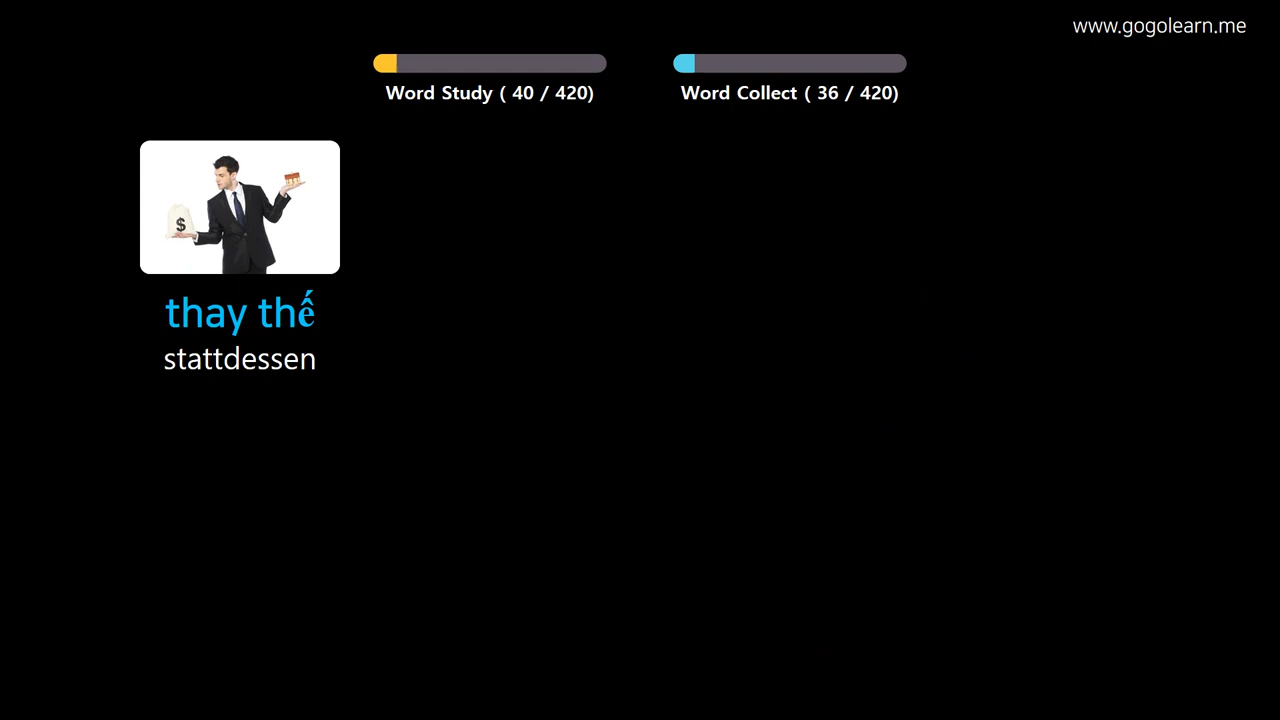 www.gogolearn.me
Word Study ( 40 / 420)
Word Collect ( 36 / 420)
$
thay thế
stattdessen